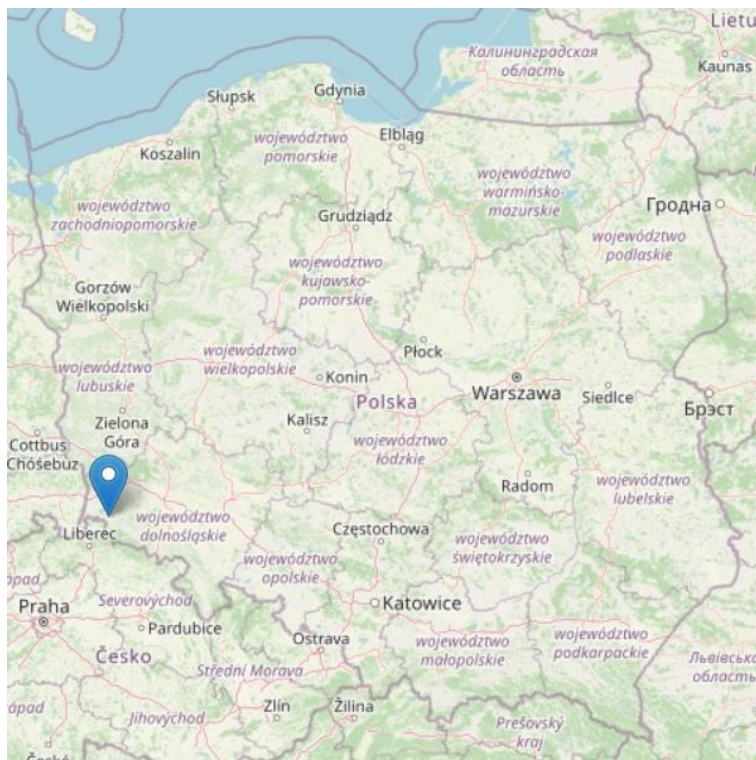 Lietu
Калининградская
область
Kaunas
Gdynia
Słupsk
Elbląg
województwo
pomorskie
Koszalin
województwo
warmińsko-
mazurskie
województwo
zachodniopomorskie
Гродна
Grudziądz
województwo
podlaskie
województwo
kujawsko-
pomorskie
Gorzów
Wielkopolski
województwo
wielkopolskie
Płock
województwo
lubuskie
Konin
Warszawa
Siedlce
Polska
Брэст
Zielona
Góra
Kalisz
Cottbus
Chóśebuz
województwo
łódzkie
Radom
województwo
lubelskie
województwo
dolnośląskie
Liberec
Częstochowa
województwo
świętokrzyskie
województwo
opolskie
ápad
Praha
Severovýchod
Katowice
Pardubice
Ostrava
województwo
małopolskie
województwo
podkarpackie
Česko
Львівська
область
Střední Morava
ápad
Jihovýchod
Zlín
Žilina
Prešovský
kraj